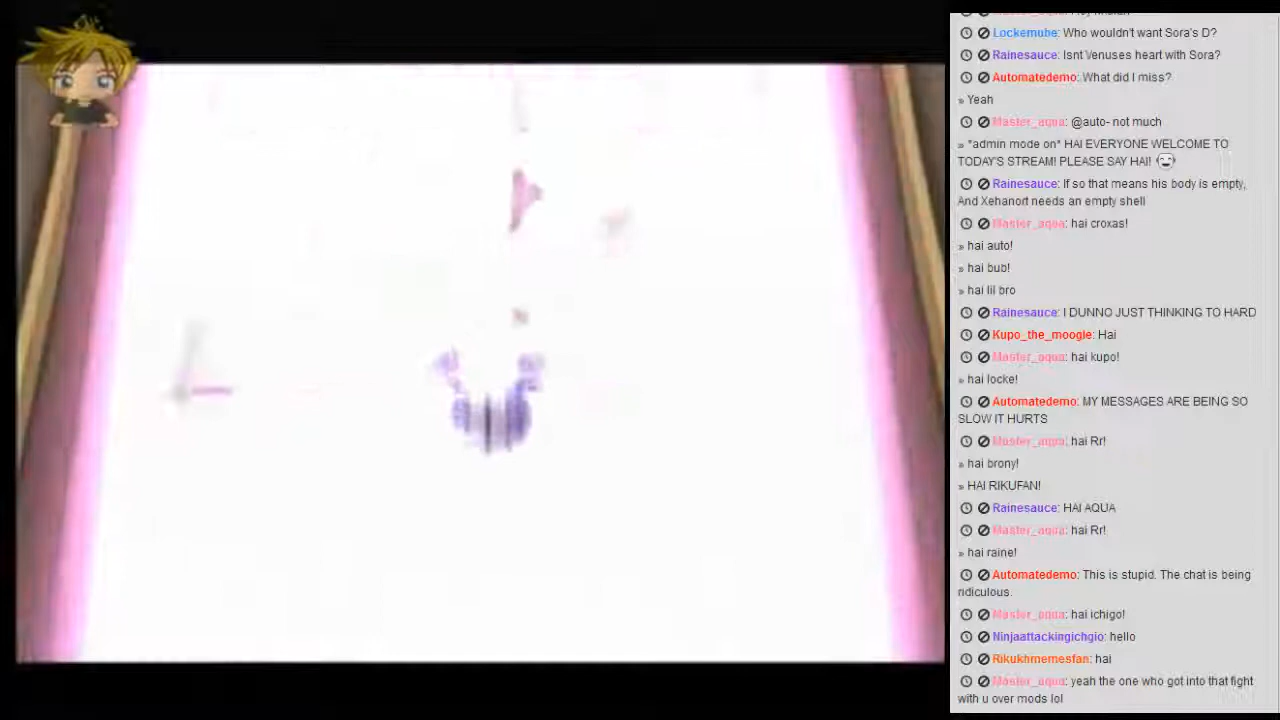 Lockemube: Who wouldn't want Sora's D?
Rainesauce: Isnt Venuses heart with Sora?
Automatedemo: What did I miss?
» Yeah
Master_aqua: @auto- not much
» *admin mode on* HAI EVERYONE WELCOME TO
TODAY'S STREAM! PLEASE SAY HAI!
Rainesauce: If so that means his body is empty,
And Xehanort needs an empty shell
Master_aqua: hai croxas!
» hai auto!
» hai bub!
» hai lil bro
Rainesauce: I DUNNO JUST THINKING TO HARD
Kupo_the_moogle: Hai
Master_aqua: hai kupo!
» hai locke!
Automatedemo: MY MESSAGES ARE BEING SO
SLOW IT HURTS
Master_aqua: hai Rr!
» hai brony!
» HAI RIKUFAN!
Rainesauce: HAI AQUA
Master_aqua: hai Rr!
» hai raine!
Automatedemo: This is stupid. The chat is being
ridiculous.
Master_aqua: hai ichigo!
Ninjaattackingichgio: hello
Rikukhmemesfan: hai
Master_aqua: yeah the one who got into that fight
with u over mods lol